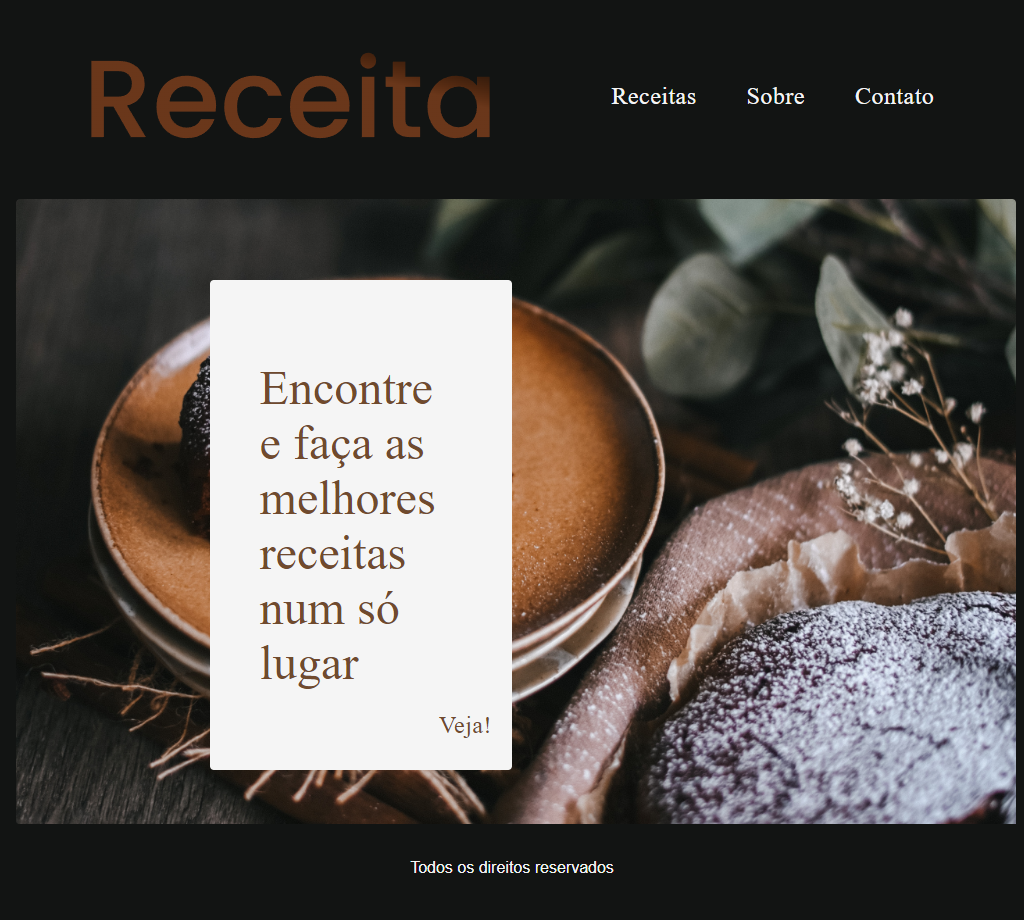 Receita
Receitas Sobre Contato
Encontre
e faça as
melhores
receitas
num só
lugar
Veja!
Todos os direitos reservados